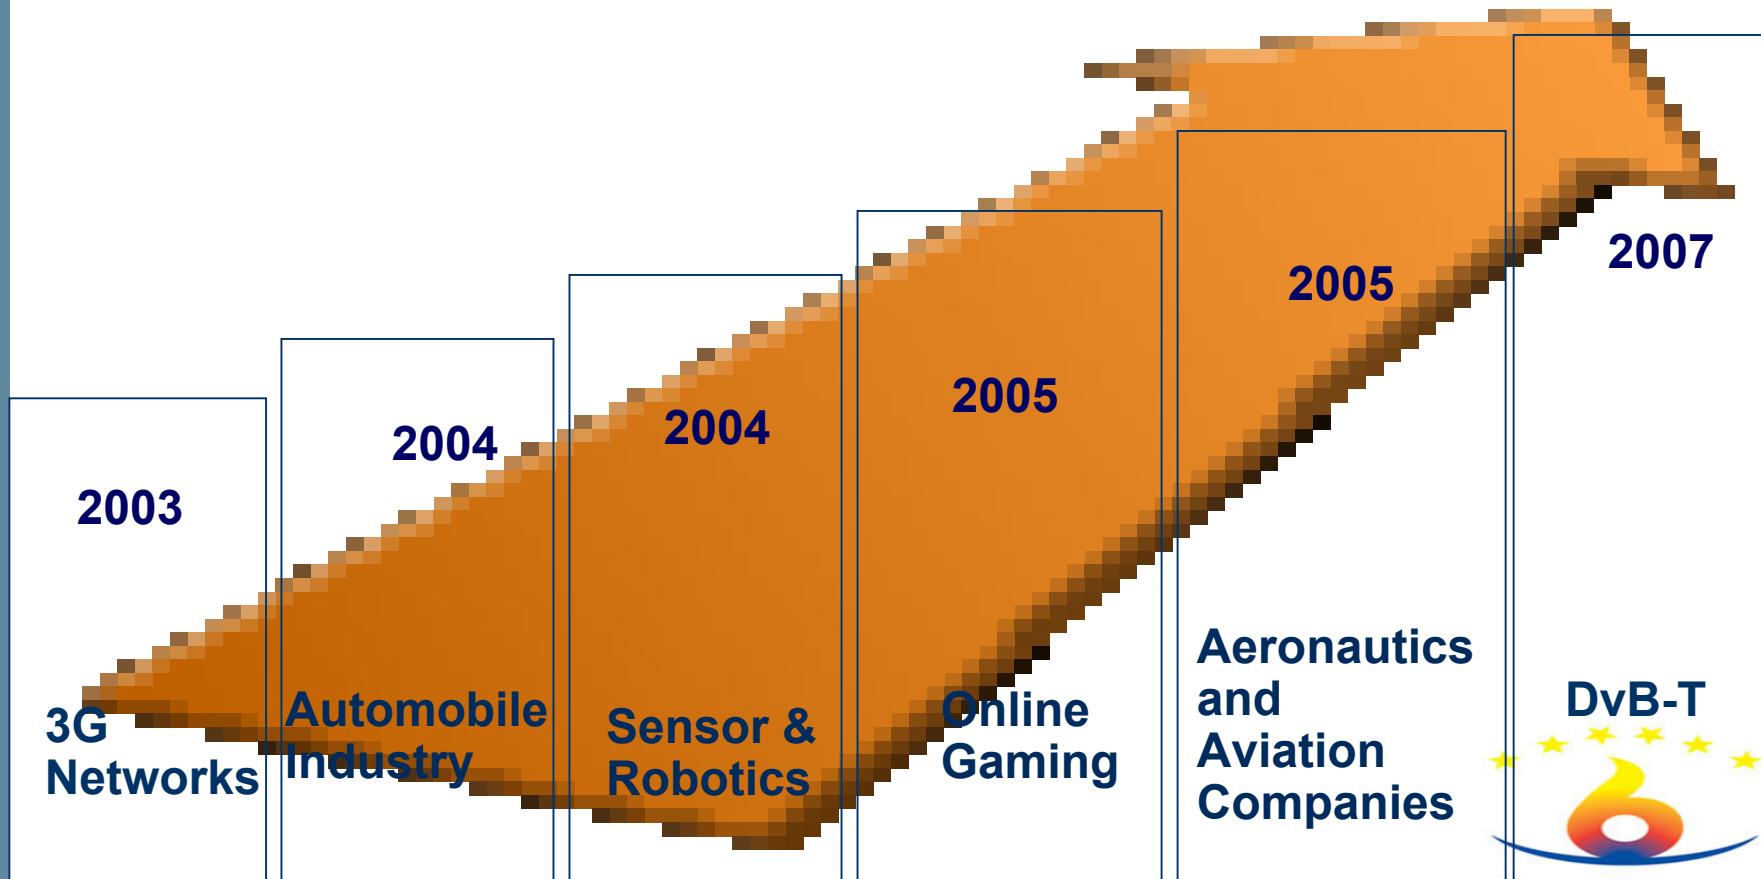 2003
3G
Networks
2004
Automobile
Industry
2004
Sensor &
Robotics
2005
Online
Gaming
2005
Aeronautics
and
Aviation
Companies
2007
DvB-T